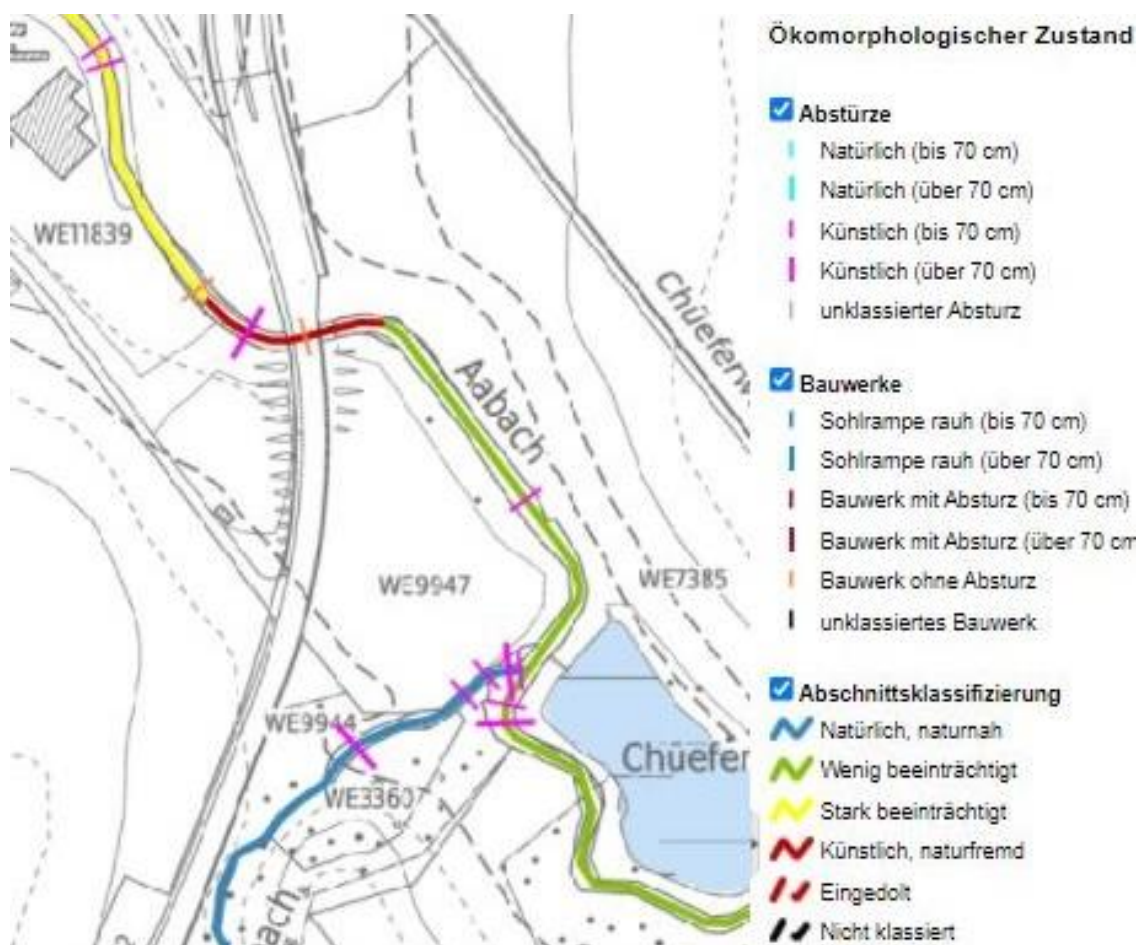 WE11839
Chüeferw
Aabach
WE9947
WE7385
WE9944
Chüefer
WE33607
bach
Ökomorphologischer Zustand
Abstürze
Natürlich (bis 70 cm)
Natürlich (über 70 cm)
Künstlich (bis 70 cm)
Künstlich (über 70 cm)
unklassierter Absturz
Bauwerke
Sohlrampe rauh (bis 70 cm)
Sohlrampe rauh (über 70 cm)
Bauwerk mit Absturz (bis 70 cm)
Bauwerk mit Absturz (über 70 cm
Bauwerk ohne Absturz
unklassiertes Bauwerk
Abschnittsklassifizierung
Natürlich, naturnah
Wenig beeinträchtigt
Stark beeinträchtigt
Künstlich, naturfremd
Eingedolt
Nicht klassiert